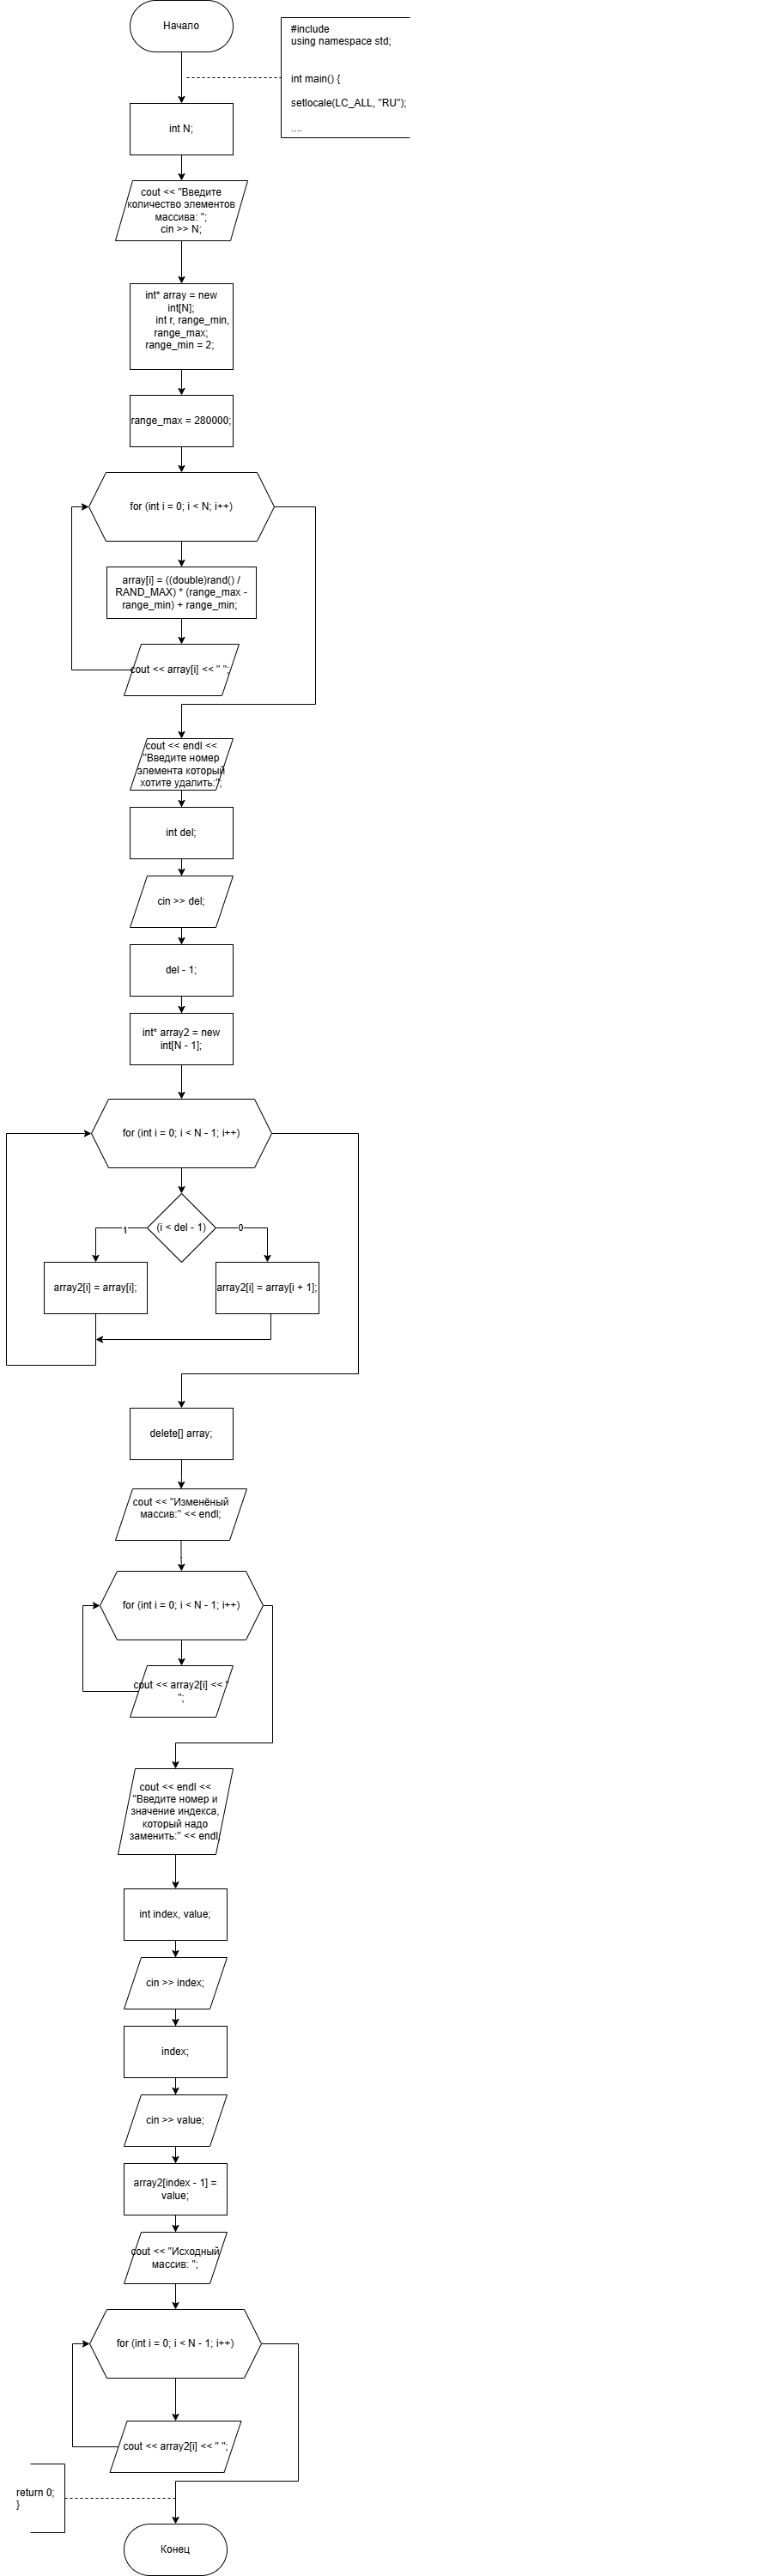 Начало
#include
using namespace std;
int main() {
setlocale(LC_ALL, "RU");
....
int N;
cout << "Введите
количество элементов
массива: ";
cin >> N;
int* array = new
int[N];
int r, range_min,
range_max;
range_min = 2;
range_max = 280000;
for (int i = 0; i < N; i++)
array[i] = ((double)rand() /
RAND_MAX) * (range_max -
range_min) + range_min;
cout << array[i] << " ";
cout << endl <<
"Введите номер
элемента который
хотите удалить:";
int del;
cin >> del;
del - 1;
int* array2 = new
int[N - 1];
for (int i = 0; i < N - 1; i++)
(i < del - 1)
1
0
array2[i] = array[i];
array2[i] = array[i + 1];
delete[] array;
cout << "Изменёный
массив:" << endl;
for (int i = 0; i < N - 1; i++)
cout << array2[i] << "
";
cout << endl <<
"Введите номер и
значение индекса,
который надо
заменить:" << endl;
int index, value;
cin >> index;
index;
cin >> value;
array2[index - 1] =
value;
cout << "Исходный
массив: ";
for (int i = 0; i < N - 1; i++)
cout << array2[i] << " ";
return 0;
}
Конец